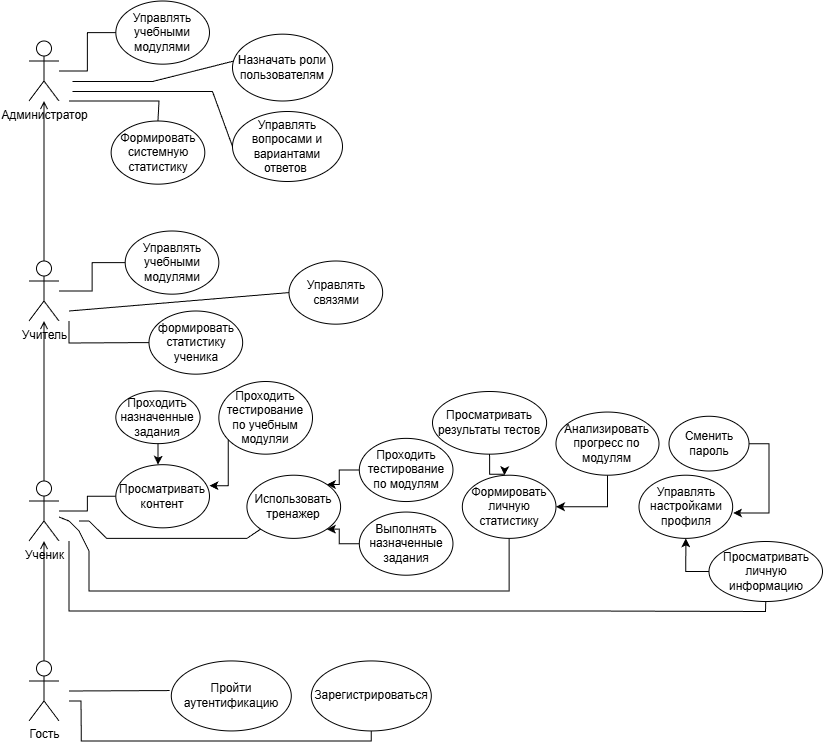 Управлять
учебными
модулями
Назначать роли
пользователям
Администратор
Формировать
системную
статистику
Управлять
вопросами и
вариантами
ответов
Управлять
учебными
модулями
Управлять
связями
Учитель
формировать
статистику
ученика
Проходить
назначенные
задания
Проходить
тестирование
по учебным
модуляи
Просматривать
результаты тестов
Анализировать
прогресс по
модулям
Сменить
пароль
Просматривать
контент
Использовать
тренажер
Проходить
тестирование
по модулям
Формировать
личную
статистику
Управлять
настройками
профиля
Выполнять
назначенные
задания
Ученик
Просматривать
личную
информацию
Пройти
аутентификацию
Зарегистрироваться
Гость